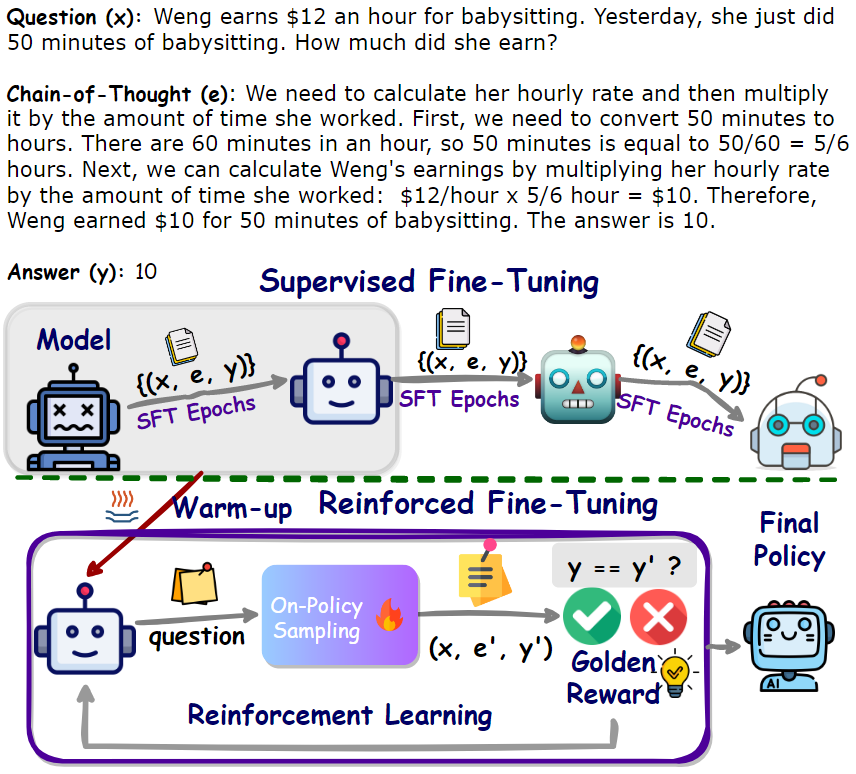 Question (x): Weng earns $12 an hour for babysitting. Yesterday, she just did
50 minutes of babysitting. How much did she earn?
Chain-of-Thought (e): We need to calculate her hourly rate and then multiply
it by the amount of time she worked. First, we need to convert 50 minutes to
hours. There are 60 minutes in an hour, so 50 minutes is equal to 50/60 = 5/6
hours. Next, we can calculate Weng's earnings by multiplying her hourly rate
by the amount of time she worked: $12/hour x 5/6 hour = $10. Therefore,
Weng earned $10 for 50 minutes of babysitting. The answer is 10.
Answer (y): 10
Supervised Fine-Tuning
Model
{(x, e, y)}
SFT Epochs
{(x, e, y)}
SFT Epochs
{(x, e, y)}
SFT Epochs
Warm-up
Reinforced Fine-Tuning
Final
Policy
question
On-Policy
Sampling
(x, e', y')
y == y' ?
Golden
Reward
Reinforcement Learning
AI